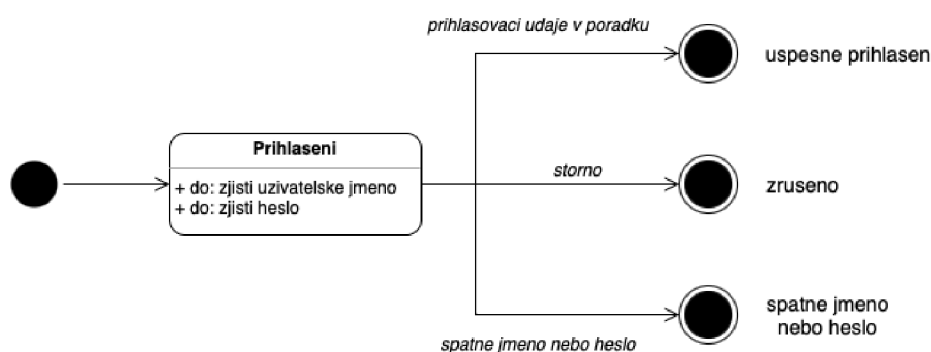 prihlasovaci udaje v poradku
uspesne prihlasen
Prihlaseni
+ do: zjisti uzivatelske jmeno
+ do: zjisti heslo
storno
zruseno
spatne jmeno
nebo heslo
spatne jmeno nebo heslo